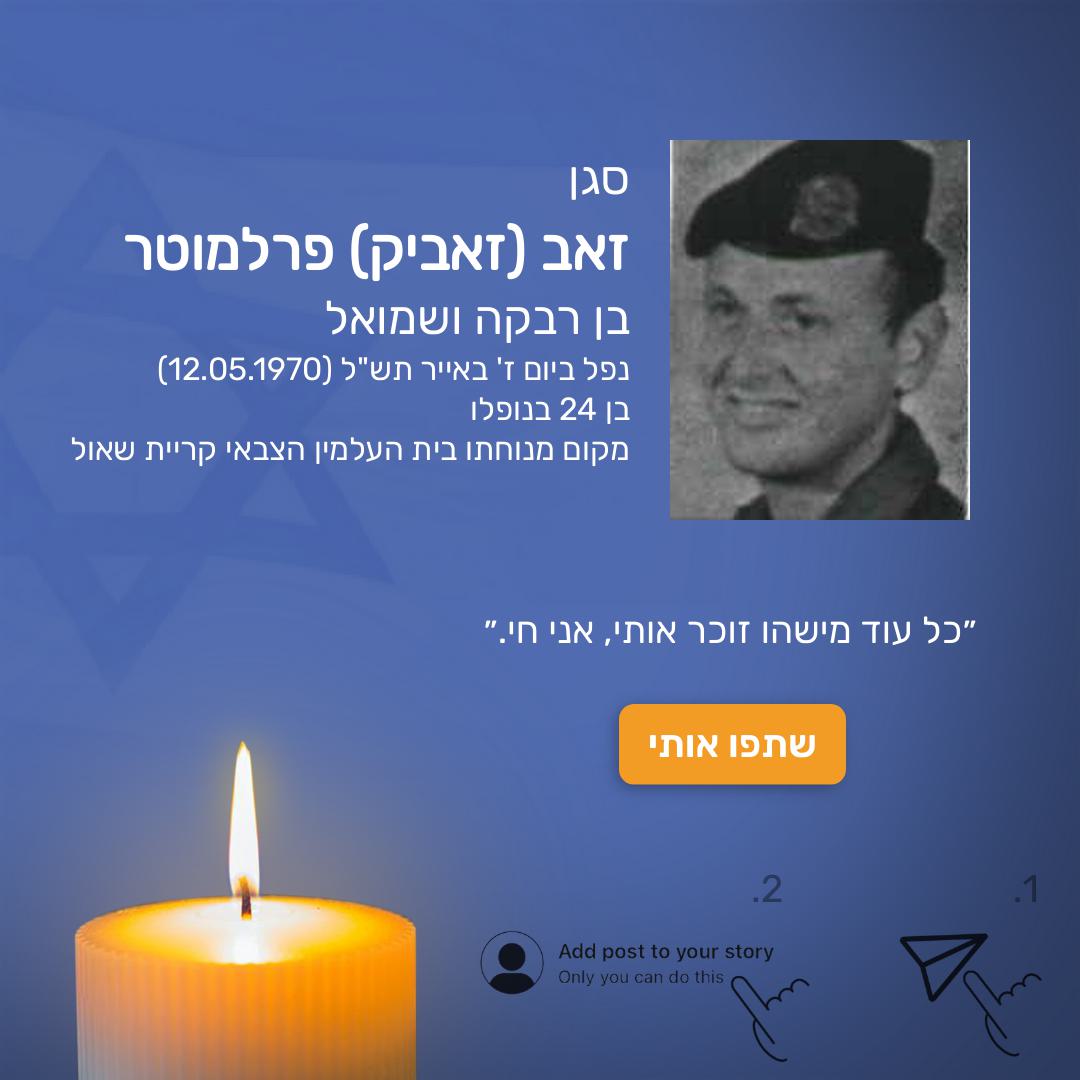 סגן
זאב (זאביק) פרלמוטר
בן רבקה ושמואל
נפל ביום ז' באייר תש"ל (12.05.1970)
בן 24 בנופלו
מקום מנוחתו בית העלמין הצבאי קריית שאול
״כל עוד מישהו זוכר אותי, אני חי.״
שתפו אותי
.1
.2
Add post to your story
Only you can do this